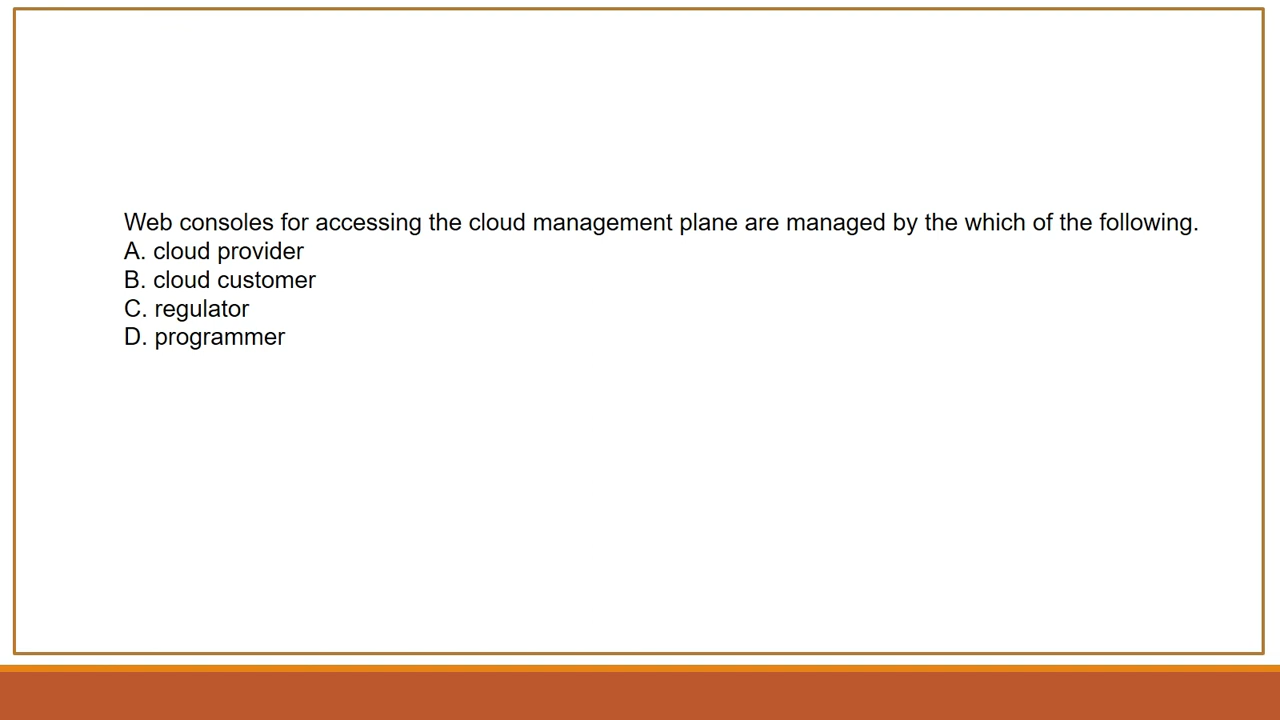 Web consoles for accessing the cloud management plane are managed by the which of the following.
A. cloud provider
B. cloud customer
C. regulator
D. programmer